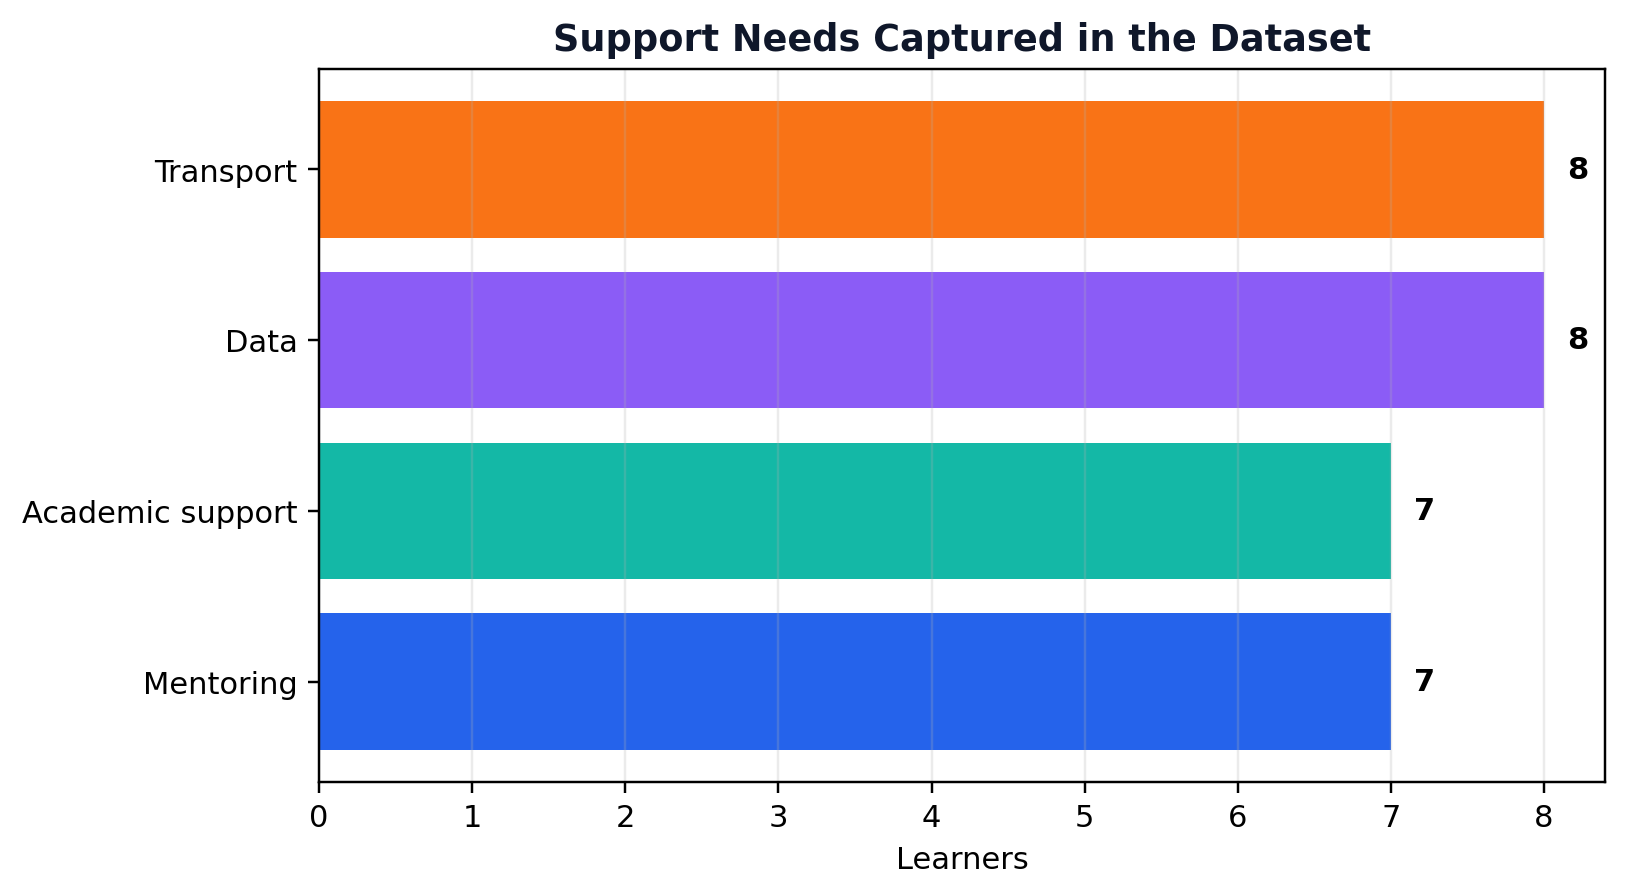 Support Needs Captured in the Dataset
Transport
8
Data
8
Academic support
7
Mentoring
7
0 1 2 3 4 5 6 7 8
Learners